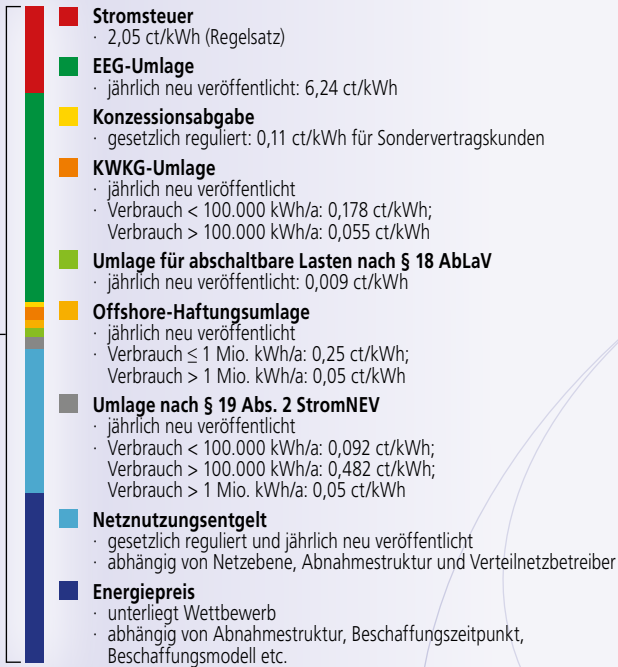 Stromsteuer
· 2,05 ct/kWh (Regelsatz)
EEG-Umlage
· jährlich neu veröffentlicht: 6,24 ct/kWh
Konzessionsabgabe
· gesetzlich reguliert: 0,11 ct/kWh für Sondervertragskunden
KWKG-Umlage
· jährlich neu veröffentlicht
· Verbrauch < 100.000 kWh/a: 0,178 ct/kWh;
Verbrauch > 100.000 kWh/a: 0,055 ct/kWh
Umlage für abschaltbare Lasten nach § 18 AbLaV
· jährlich neu veröffentlicht: 0,009 ct/kWh
Offshore-Haftungsumlage
· jährlich neu veröffentlicht
· Verbrauch ≤ 1 Mio. kWh/a: 0,25 ct/kWh;
Verbrauch > 1 Mio. kWh/a: 0,05 ct/kWh
Umlage nach § 19 Abs. 2 StromNEV
· jährlich neu veröffentlicht
· Verbrauch < 100.000 kWh/a: 0,092 ct/kWh;
Verbrauch > 100.000 kWh/a: 0,482 ct/kWh;
Verbrauch > 1 Mio. kWh/a: 0,05 ct/kWh
Netznutzungsentgelt
· gesetzlich reguliert und jährlich neu veröffentlicht
· abhängig von Netzebene, Abnahmestruktur und Verteilnetzbetreiber
Energiepreis
· unterliegt Wettbewerb
· abhängig von Abnahmestruktur, Beschaffungszeitpunkt,
Beschaffungsmodell etc.